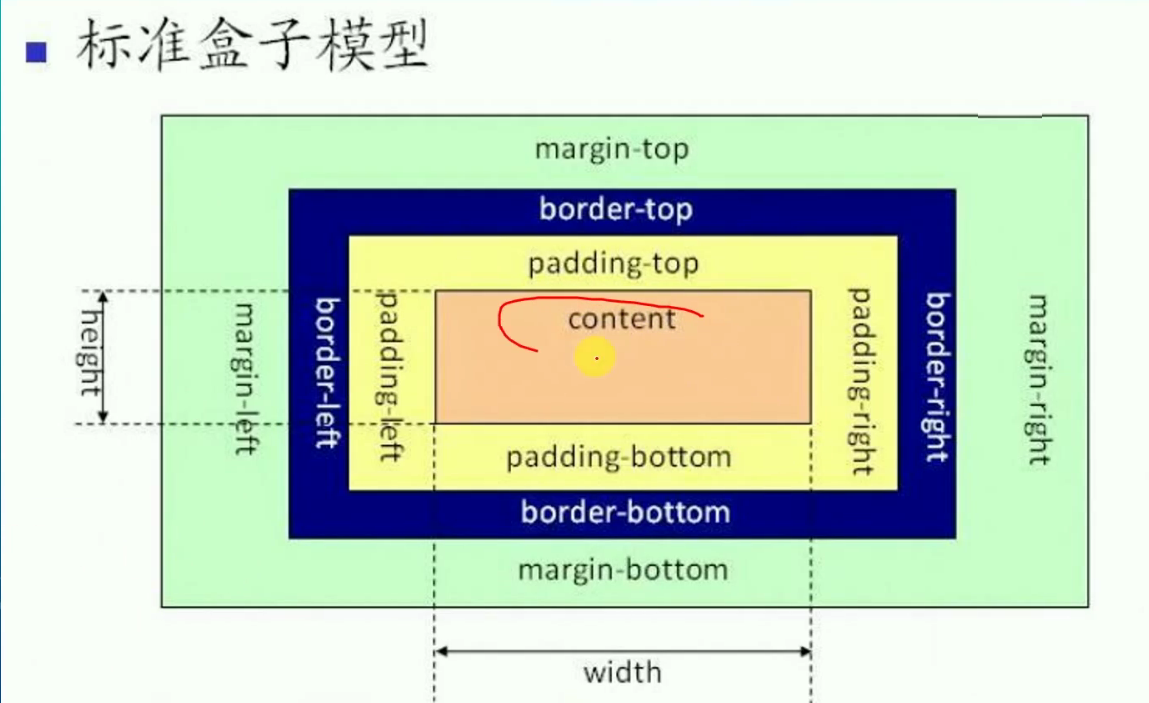 标准盒子模型
margin-top
border-top
padding-top
height
margin-left
border-left
padding-left
content
padding-right
border-right
margin-right
padding-bottom
border-bottom
margin-bottom
width